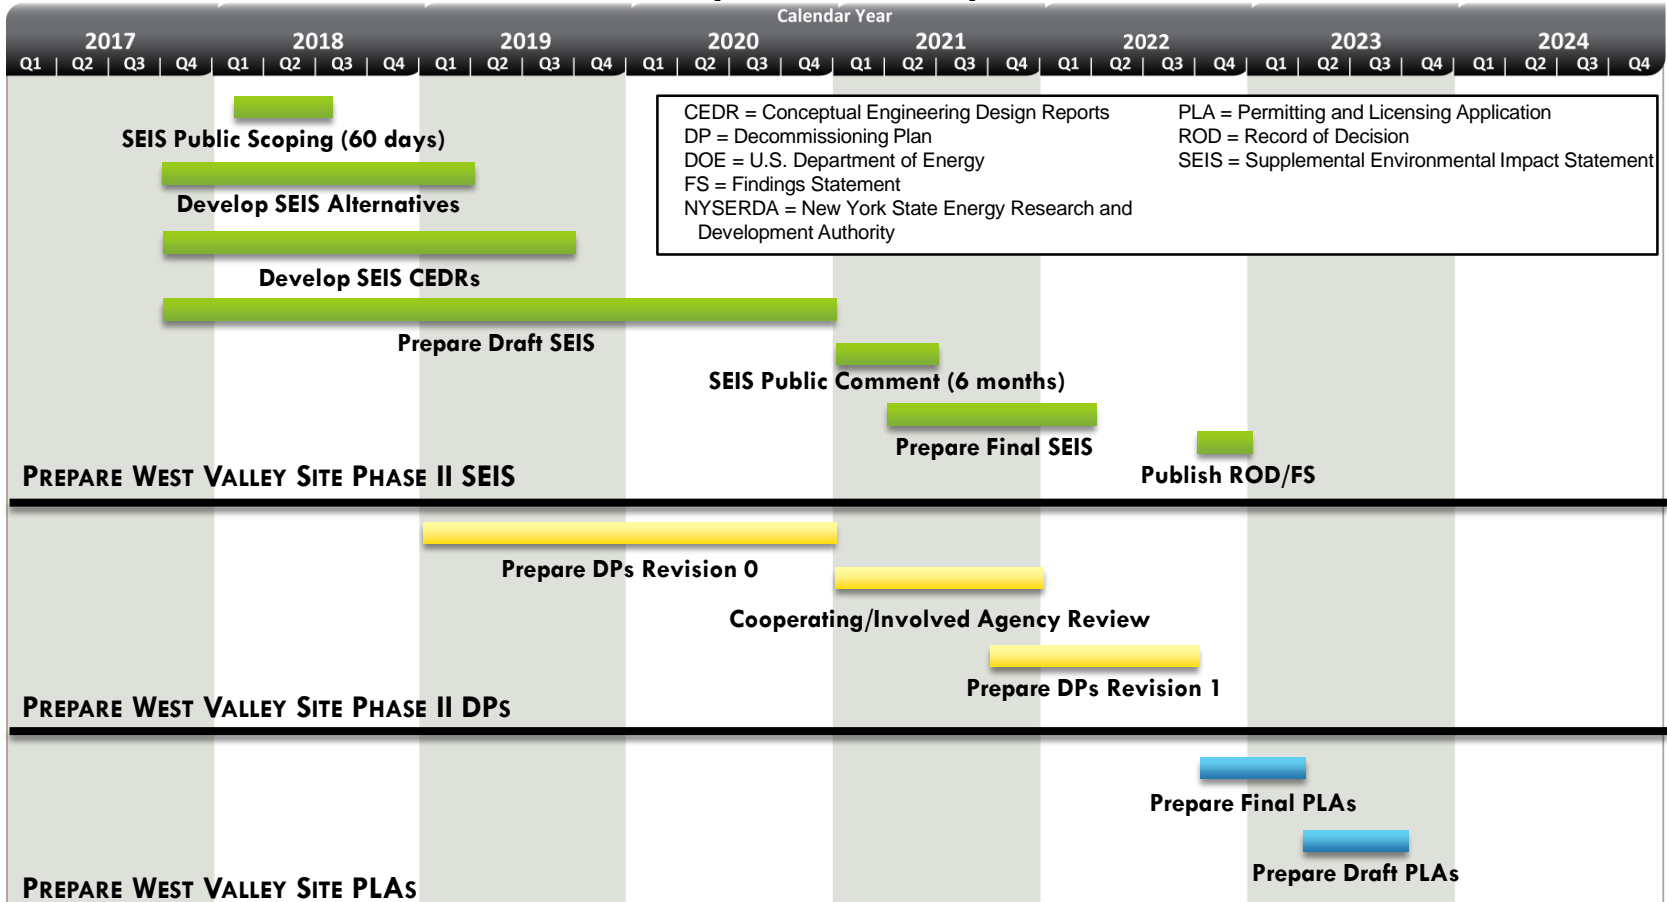 Calendar Year
2017 2018 2019 2020 2021 2022 2023 2024
Q1 | Q2 | Q3 | Q4 | Q1 | Q2 | Q3 | Q4 | Q1 | Q2 | Q3 | Q4 | Q1 | Q2 | Q3 | Q4 | Q1 | Q2 | Q3 | Q4 | Q1 | Q2 | Q3 | Q4 | Q1 | Q2 | Q3 | Q4 | Q1 | Q2 | Q3 | Q4
CEDR = Conceptual Engineering Design Reports
DP = Decommissioning Plan
DOE = U.S. Department of Energy
FS = Findings Statement
NYSERDA = New York State Energy Research and
Development Authority
PLA = Permitting and Licensing Application
ROD = Record of Decision
SEIS = Supplemental Environmental Impact Statement
SEIS Public Scoping (60 days)
Develop SEIS Alternatives
Develop SEIS CEDRs
Prepare Draft SEIS
SEIS Public Comment (6 months)
Prepare Final SEIS
Publish ROD/FS
PREPARE WEST VALLEY SITE PHASE II SEIS
Prepare DPs Revision 0
Cooperating/Involved Agency Review
Prepare DPs Revision 1
PREPARE WEST VALLEY SITE PHASE II DPS
Prepare Final PLAs
Prepare Draft PLAs
PREPARE WEST VALLEY SITE PLAS